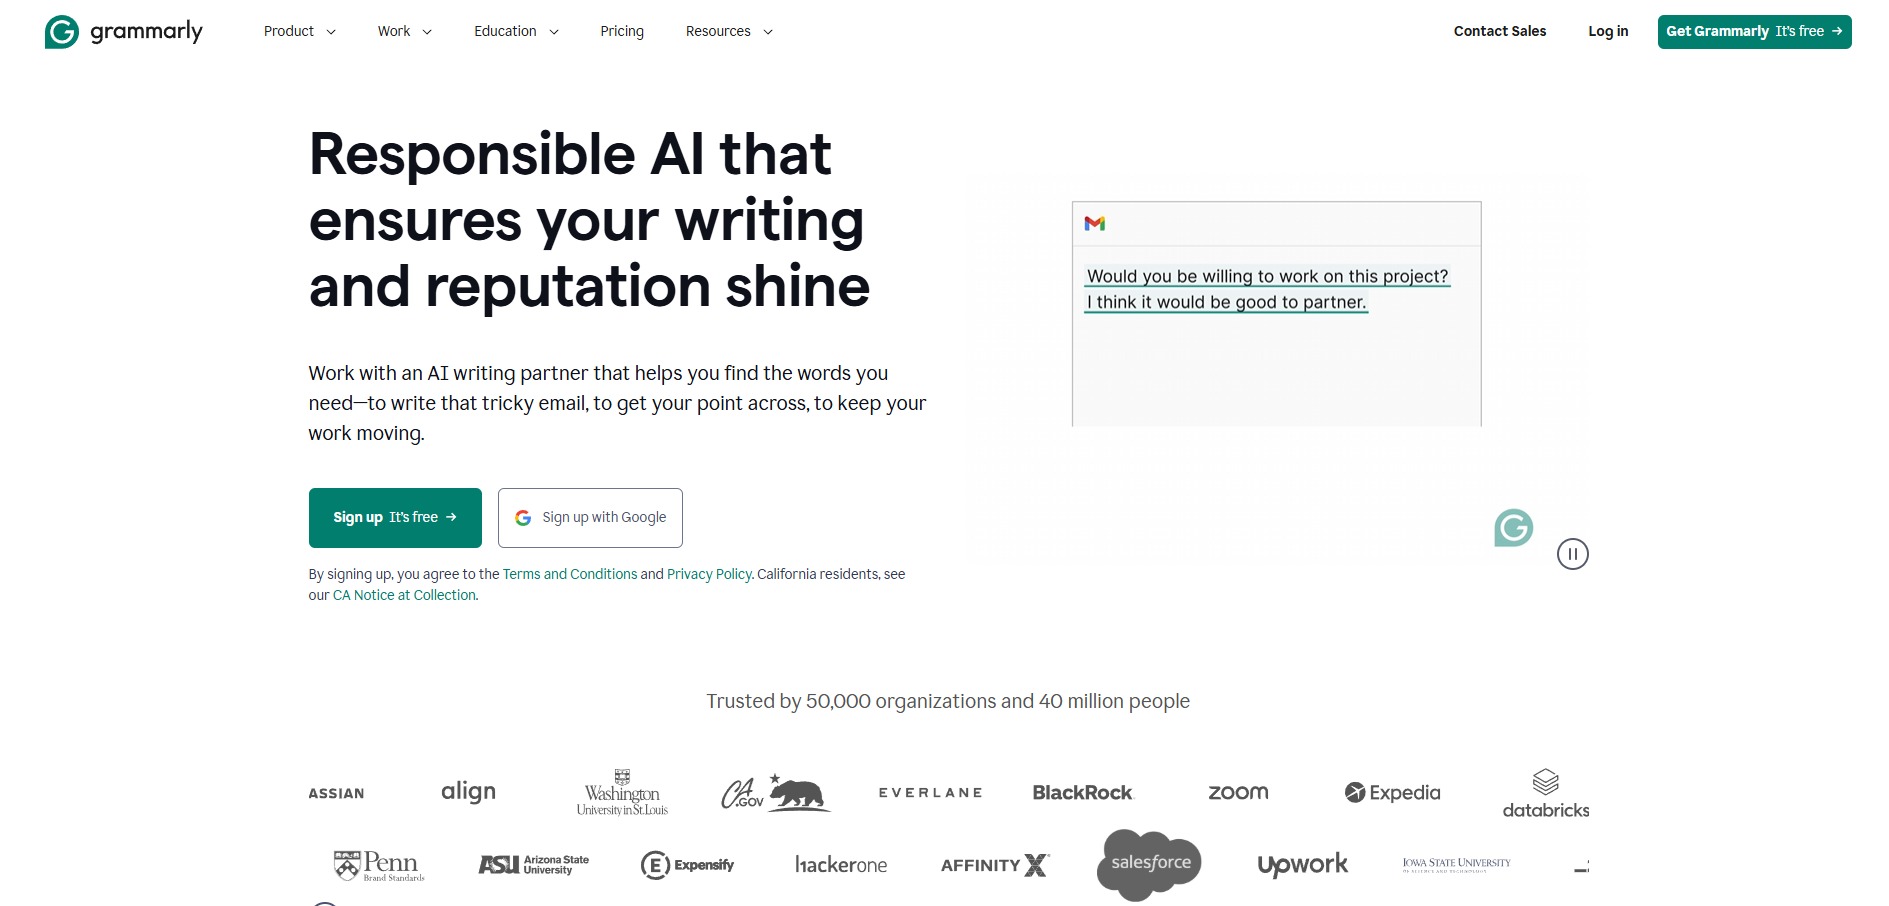 grammarly
Product
Work
Education
Pricing
Resources
Contact Sales
Log in
Get Grammarly It's free →
Responsible AI that
ensures your writing
and reputation shine
Work with an AI writing partner that helps you find the words you
need—to write that tricky email, to get your point across, to keep your
work moving.
Sign up It's free →
Sign up with Google
By signing up, you agree to the Terms and Conditions and Privacy Policy. California residents, see
our CA Notice at Collection.
Would you be willing to work on this project?
I think it would be good to partner.
Trusted by 50,000 organizations and 40 million people
ASSIAN
align
Washington
University in St. Louis
CA
.GOV
EVERLANE
BlackRock
zoom
Expedia
databricks
Penn
Brand Standards
ASU Arizona State
University
Expensify
hackerone
AFFINITY X
salesforce
upwork
IOWA STATE UNIVERSITY
OF SCIENCE AND TECHNOLOGY